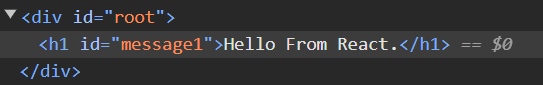 <div id="root">
<h1 id="message1">Hello From React.</h1> == $0
</div>